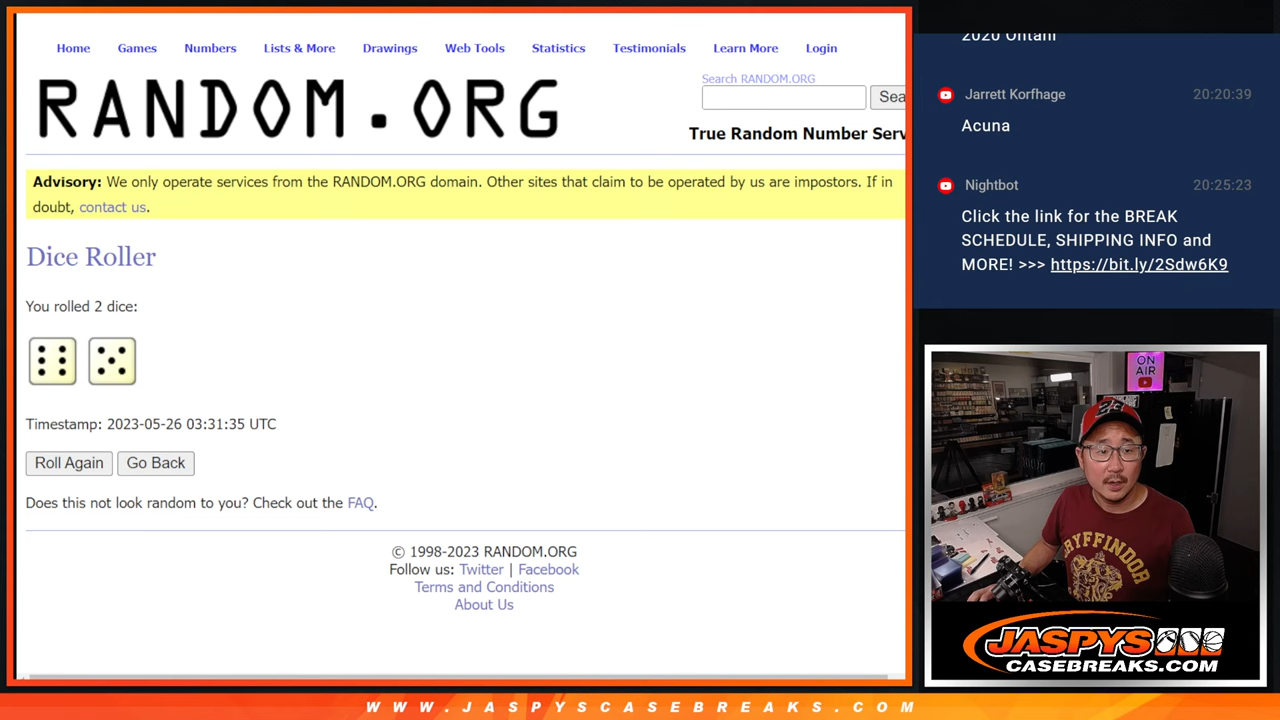 Home Games Numbers Lists & More Drawings Web Tools Statistics Testimonials Learn More Login
RANDOM.ORG
Search RANDOM.ORG
Sea
True Random Number Serv
Advisory: We only operate services from the RANDOM.ORG domain. Other sites that claim to be operated by us are impostors. If in
doubt, contact us.
Dice Roller
You rolled 2 dice:
Timestamp: 2023-05-26 03:31:35 UTC
Roll Again Go Back
Does this not look random to you? Check out the FAQ.
© 1998-2023 RANDOM.ORG
Follow us: Twitter | Facebook
Terms and Conditions
About Us
2020 Ohtani
Jarrett Korfhage 20:20:39
Acuna
Nightbot 20:25:23
Click the link for the BREAK
SCHEDULE, SHIPPING INFO and
MORE! >>> https://bit.ly/2Sdw6K9
ON
AIR
GRYFFINDOR
JASPYS
CASEBREAKS.COM
WWW.JASPYSCASEBREAKS.COM